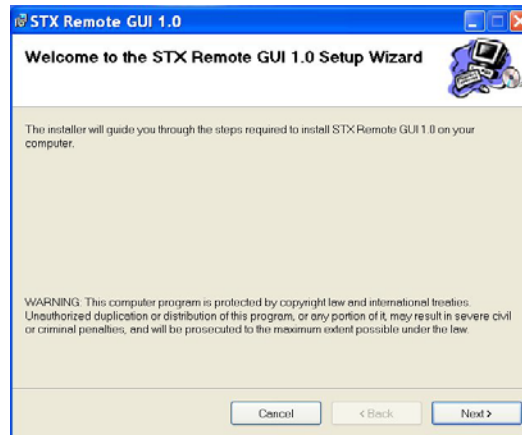 STX Remote GUI 1.0
Welcome to the STX Remote GUI 1.0 Setup Wizard
The installer will guide you through the steps required to install STX Remote GUI 1.0 on your
computer.
WARNING: This computer program is protected by copyright law and international treaties.
Unauthorized duplication or distribution of this program, or any portion of it, may result in severe civil
or criminal penalties, and will be prosecuted to the maximum extent possible under the law.
Cancel
< Back
Next >